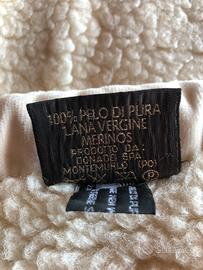 100% PELO DI PURA
LANA VERGINE
MERINOS
PRODOTTO DA:
DONADEI SPA
MONTEMURLO (PO)
P